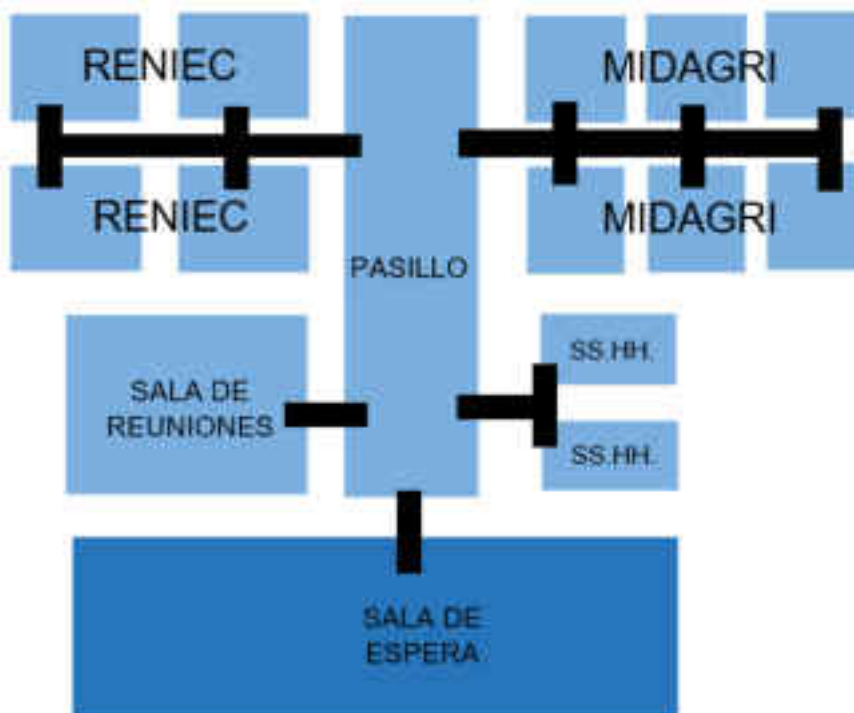 RENIEC
MIDAGRI
RENIEC
MIDAGRI
PASILLO
SS.HH.
SALA DE
REUNIONES
SS.HH.
SALA DE
ESPERA